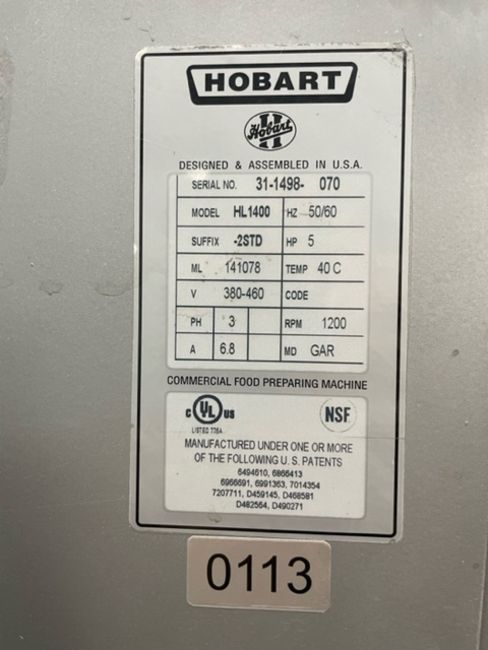 HOBART
Hobart
DESIGNED & ASSEMBLED IN U.S.A.
SERIAL NO. 31-1498- 070
MODEL HL1400 HZ 50/60
SUFFIX -2STD HP 5
ML 141078 TEMP 40 C
V 380-460 CODE
PH 3 RPM 1200
A 6.8 MD GAR
COMMERCIAL FOOD PREPARING MACHINE
C UL US NSF
LISTED 776A
MANUFACTURED UNDER ONE OR MORE
OF THE FOLLOWING U.S. PATENTS
6494610, 6866413
6966691, 6991363, 7014354
7207711, D459145, D468581
D482564, D490271
0113